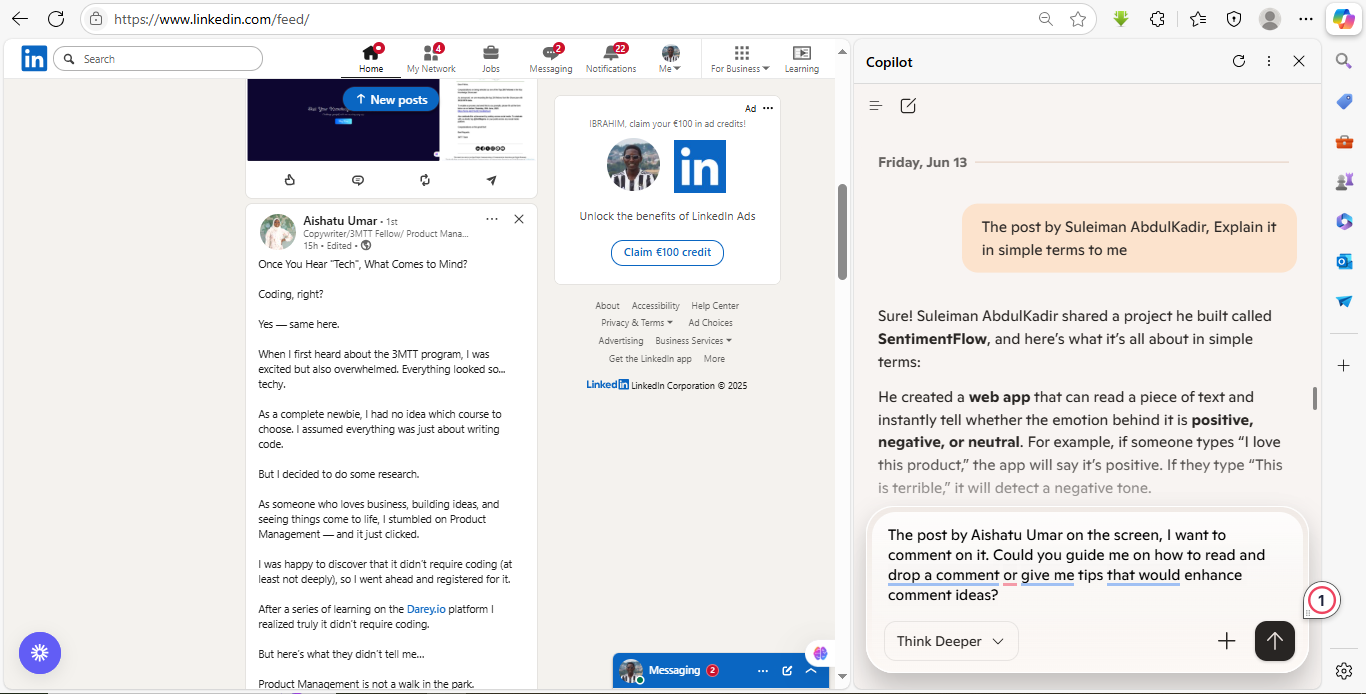 https://www.linkedin.com/feed/
in
Search
Home
4
My Network
Jobs
2
Messaging
22
Notifications
Me
For Business
Learning
New posts
Aishatu Umar • 1st
Copywriter/3MTT Fellow/ Product Mana...
15h • Edited •
Once You Hear "Tech", What Comes to Mind?
Coding, right?
Yes — same here.
When I first heard about the 3MTT program, I was
excited but also overwhelmed. Everything looked so...
techy.
As a complete newbie, I had no idea which course to
choose. I assumed everything was just about writing
code.
But I decided to do some research.
As someone who loves business, building ideas, and
seeing things come to life, I stumbled on Product
Management — and it just clicked.
I was happy to discover that it didn't require coding (at
least not deeply), so I went ahead and registered for it.
After a series of learning on the Darey.io platform I
realized truly it didn't require coding.
But here's what they didn't tell me...
Product Management is not a walk in the park.
Ad
IBRAHIM, claim your €100 in ad credits!
in
Unlock the benefits of LinkedIn Ads
Claim €100 credit
About Accessibility Help Center
Privacy & Terms Ad Choices
Advertising Business Services
Get the LinkedIn app More
LinkedIn LinkedIn Corporation © 2025
Messaging 2
Copilot
Friday, Jun 13
The post by Suleiman AbdulKadir, Explain it
in simple terms to me
Sure! Suleiman AbdulKadir shared a project he built called
SentimentFlow, and here's what it's all about in simple
terms:
He created a web app that can read a piece of text and
instantly tell whether the emotion behind it is positive,
negative, or neutral. For example, if someone types “I love
this product,” the app will say it's positive. If they type “This
is terrible,” it will detect a negative tone.
The post by Aishatu Umar on the screen, I want to
comment on it. Could you guide me on how to read and
drop a comment or give me tips that would enhance
comment ideas?
1
Think Deeper